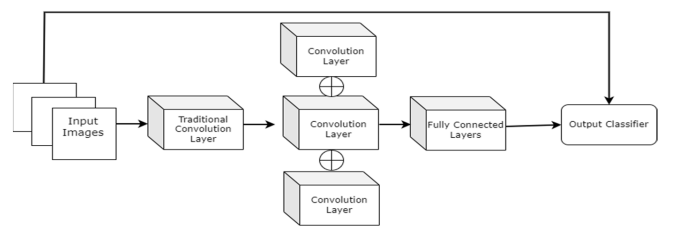 Convolution
Layer
Input
Images
Traditional
Convolution
Layer
Convolution
Layer
Fully Connected
Layers
Output Classifier
Convolution
Layer